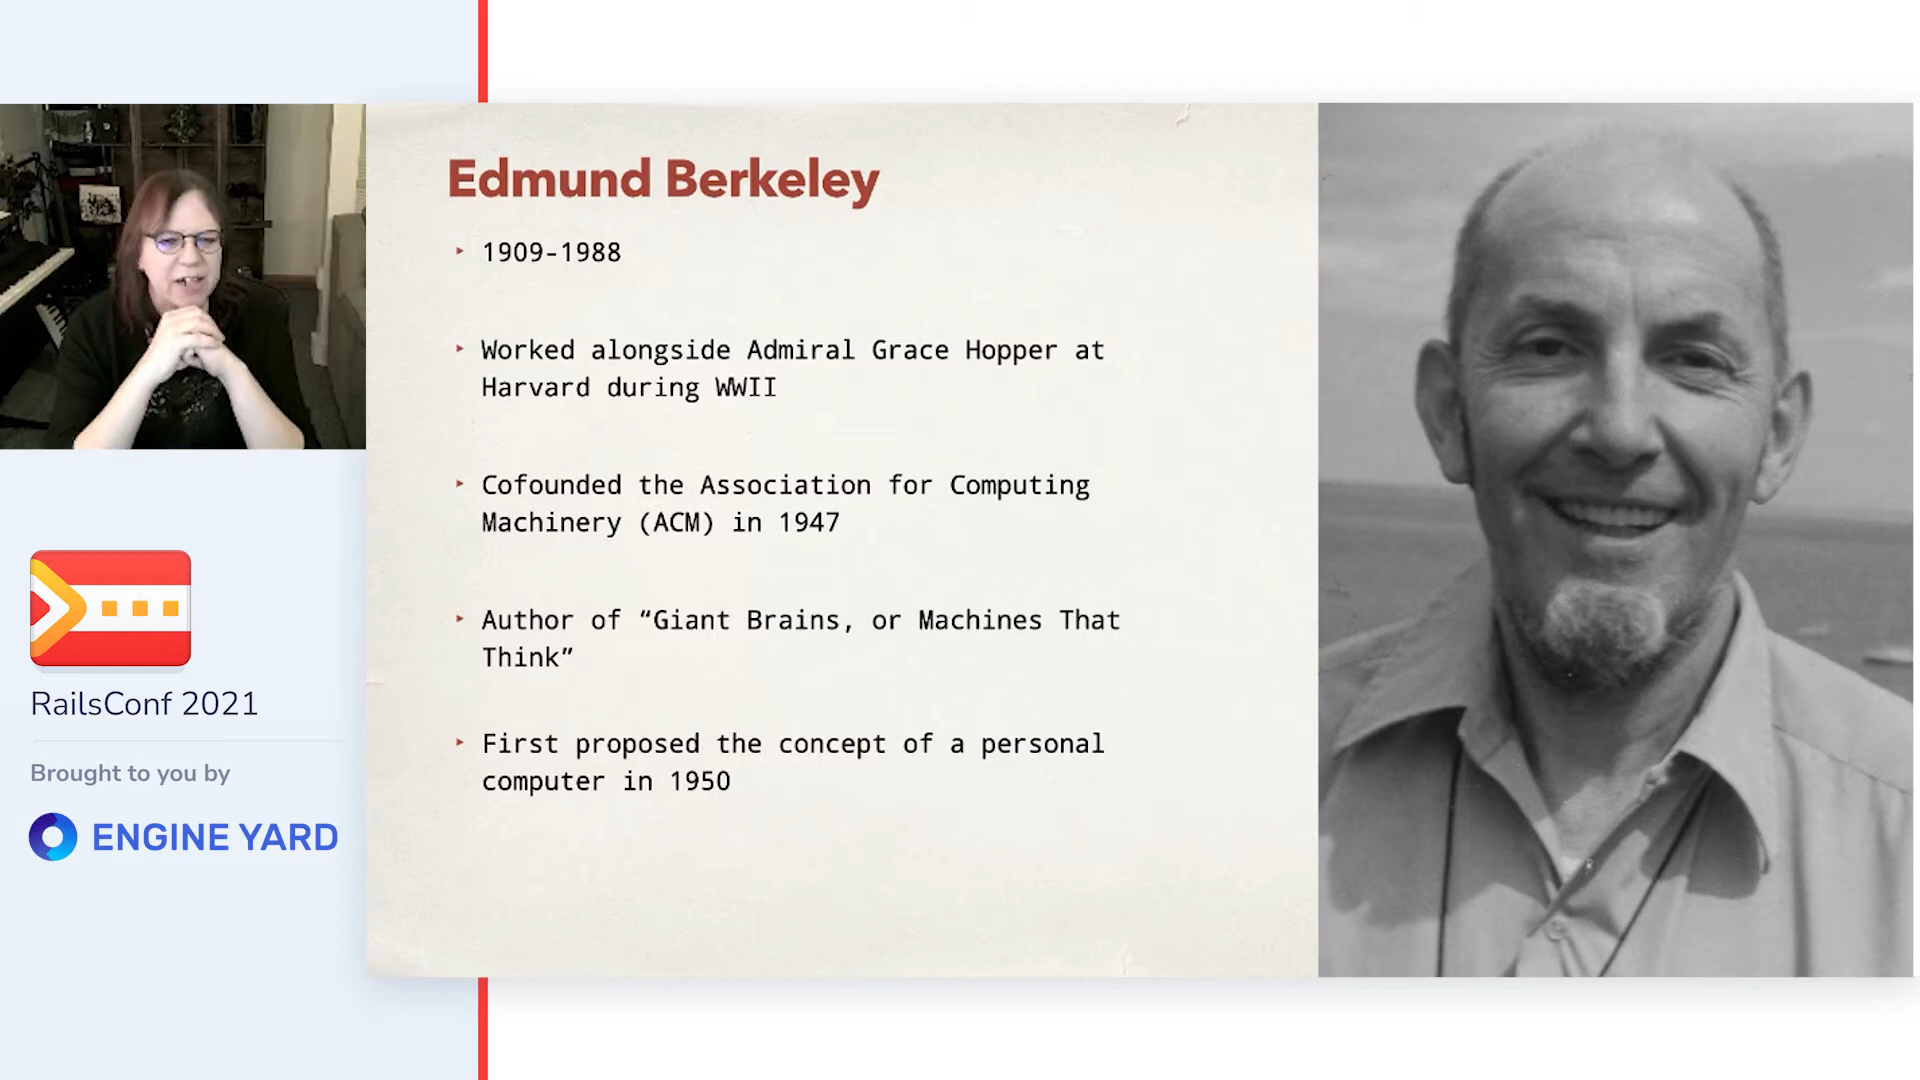 Edmund Berkeley
1909-1988
Worked alongside Admiral Grace Hopper at
Harvard during WWII
Cofounded the Association for Computing
Machinery (ACM) in 1947
Author of “Giant Brains, or Machines That
Think”
First proposed the concept of a personal
computer in 1950
RailsConf 2021
Brought to you by
ENGINE YARD